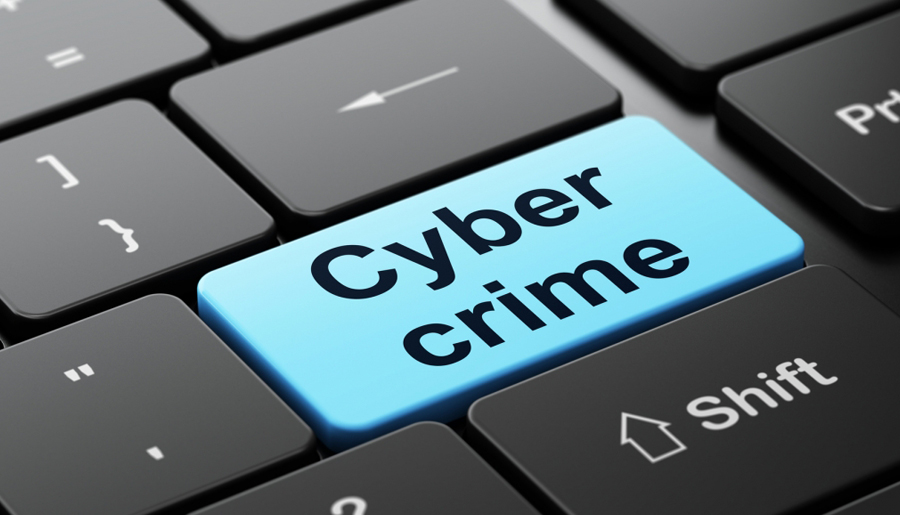 =
]
}
Cyber
crime
"
'
Shift
?